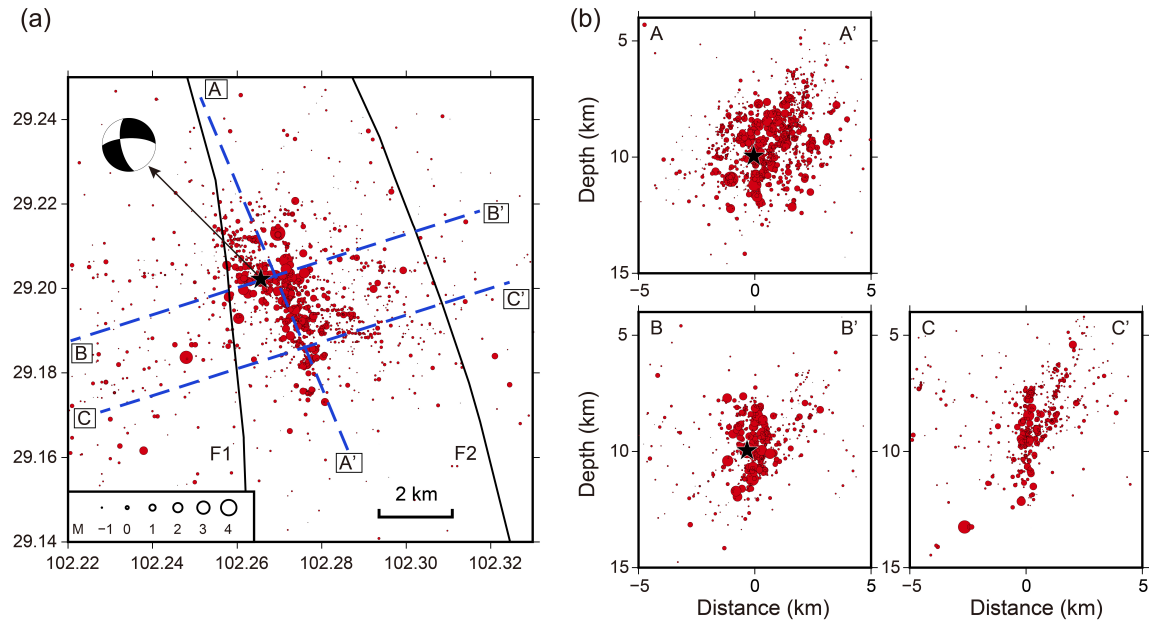 (a)
(b)
29.24
29.22
29.20
29.18
29.16
29.14
102.22
102.24
102.26
102.28
102.30
102.32
A
B'
C'
B
C
A'
F1
F2
2 km
M −1 0 1 2 3 4
A A'
5
10
15
5
10
15
−5 0 5
Depth (km)
B B'
5
10
15
−5 0 5
Depth (km)
Distance (km)
C C'
5
10
15
−5 0 5
Distance (km)